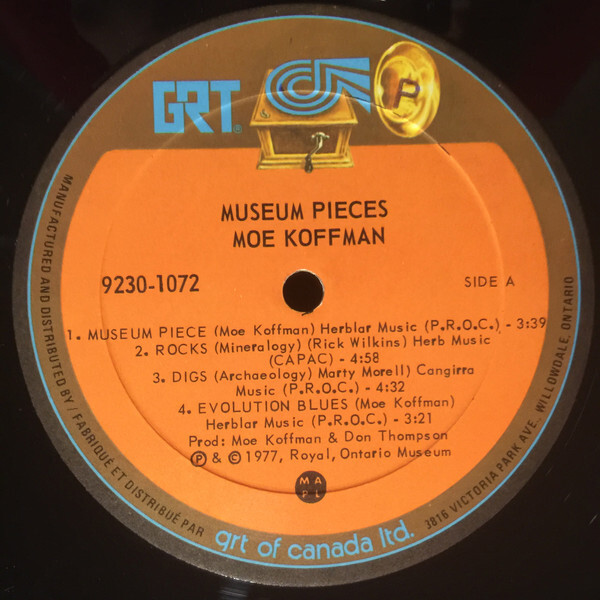 GRT®
P
MUSEUM PIECES
MOE KOFFMAN
9230-1072
SIDE A
1. MUSEUM PIECE (Moe Koffman) Herblar Music (P.R.O.C.) - 3:39
2. ROCKS (Mineralogy) (Rick Wilkins) Herb Music
(CAPAC) - 4:58
3. DIGS (Archaeology) Marty Morell) Cangirra
Music (P.R.O.C.) - 4:32
4. EVOLUTION BLUES (Moe Koffman)
Herblar Music (P.R.O.C.) - 3:21
Prod: Moe Koffman & Don Thompson
℗ & © 1977, Royal, Ontario Museum
MA
PL
MANUFACTURED AND DISTRIBUTED BY / FABRIQUÉ ET DISTRIBUÉ PAR
grt of canada ltd.
3816 VICTORIA PARK AVE. WILLOWDALE, ONTARIO